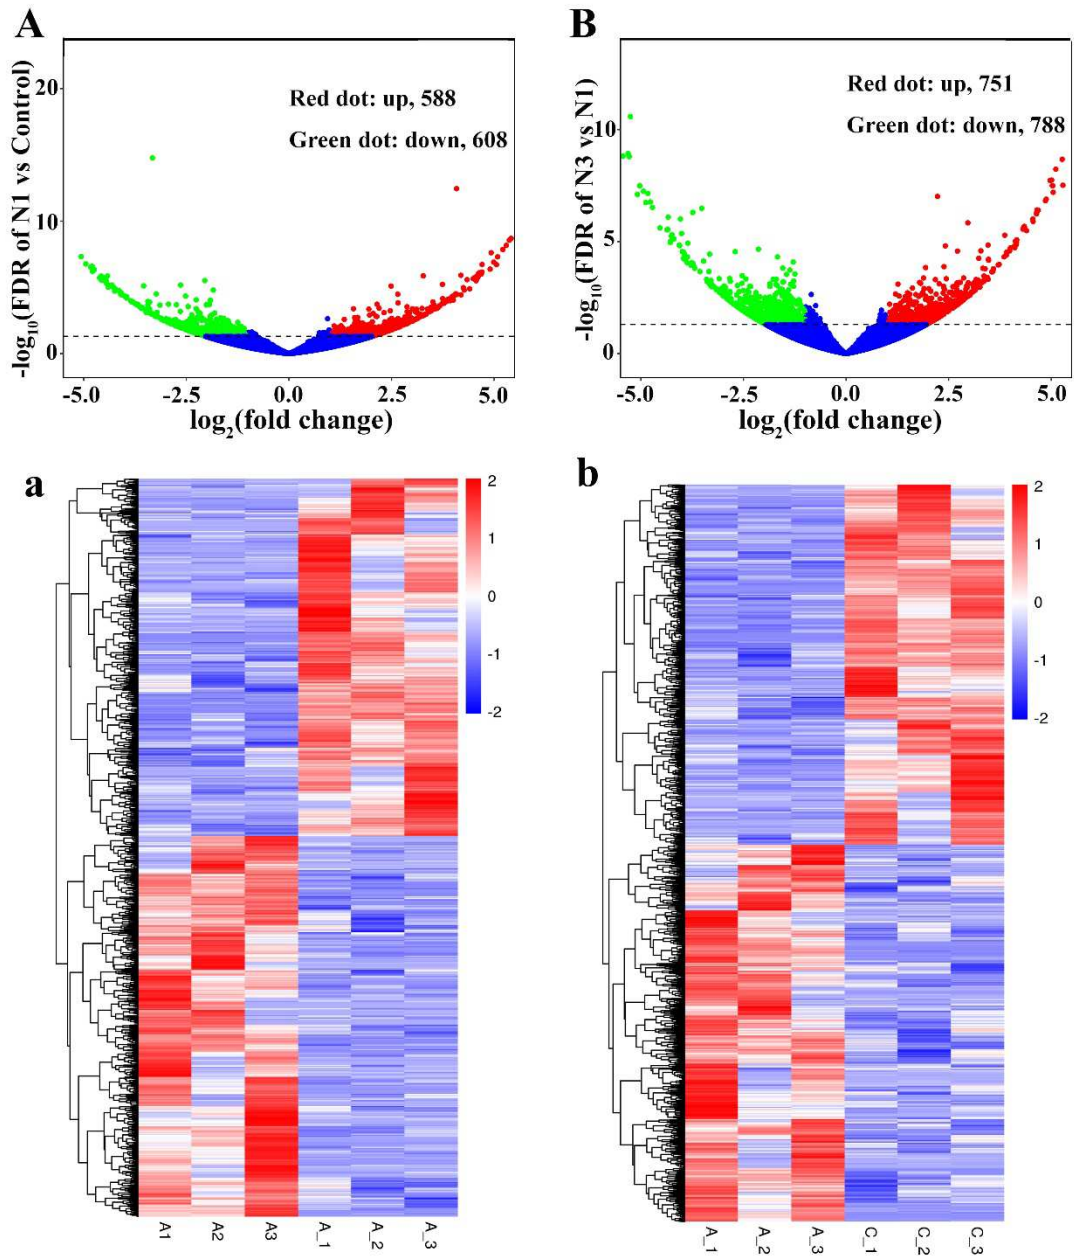 A
B
-log10(FDR of N1 vs Control)
20
10
0
Red dot: up, 588
Green dot: down, 608
-5.0 -2.5 0.0 2.5 5.0
log2(fold change)
-log10(FDR of N3 vs N1)
10
5
0
Red dot: up, 751
Green dot: down, 788
-5.0 -2.5 0.0 2.5 5.0
log2(fold change)
a
2
1
0
-1
-2
A1 A2 A3 A_1 A_2 A_3
b
2
1
0
-1
-2
A_1 A_2 A_3 C_1 C_2 C_3